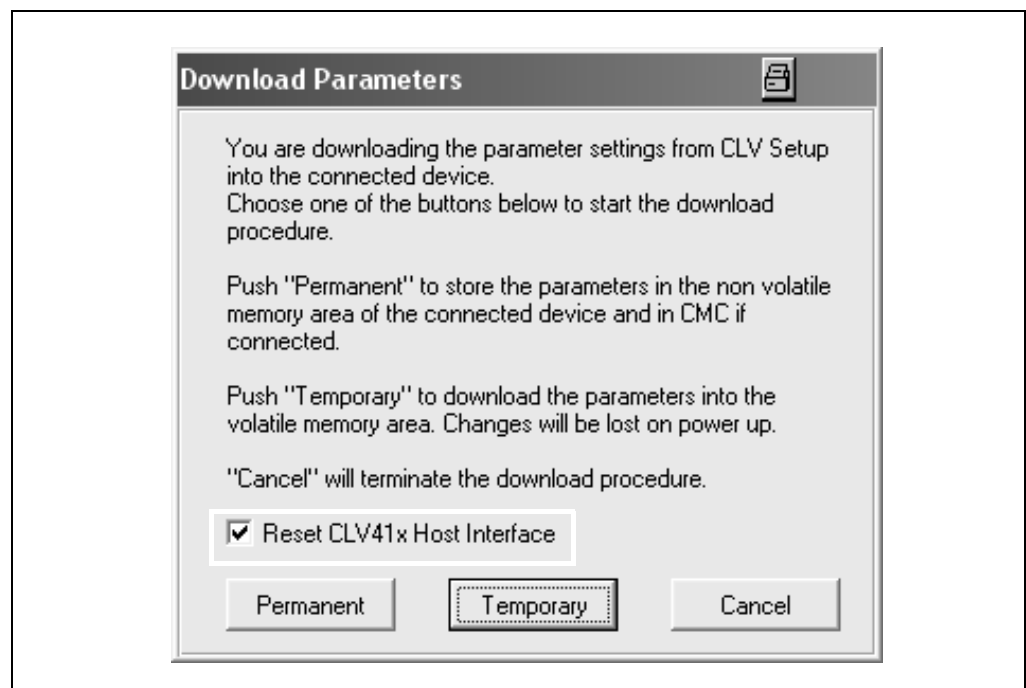 Download Parameters
You are downloading the parameter settings from CLV Setup
into the connected device.
Choose one of the buttons below to start the download
procedure.
Push "Permanent" to store the parameters in the non volatile
memory area of the connected device and in CMC if
connected.
Push "Temporary" to download the parameters into the
volatile memory area. Changes will be lost on power up.
"Cancel" will terminate the download procedure.
Reset CLV41x Host Interface
Permanent
Temporary
Cancel